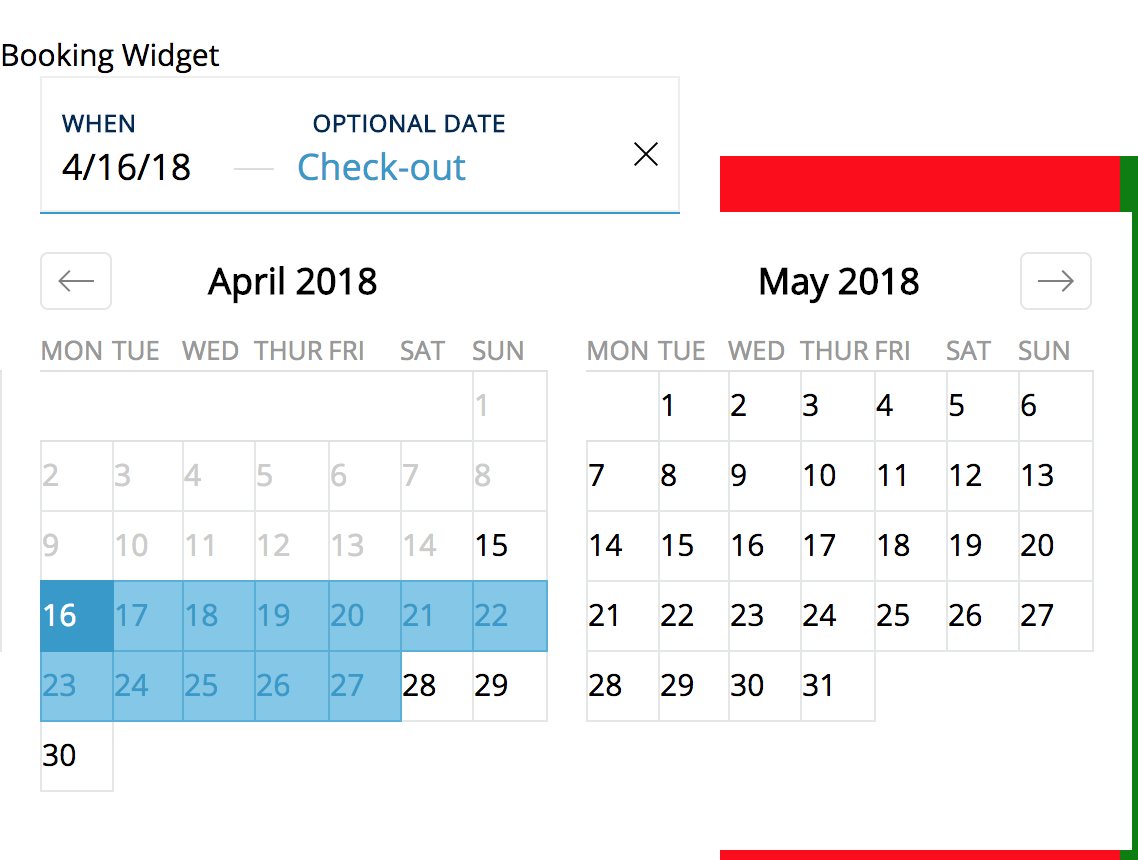 Booking Widget
WHEN OPTIONAL DATE
4/16/18 Check-out
April 2018 May 2018
MON TUE WED THUR FRI SAT SUN MON TUE WED THUR FRI SAT SUN
1 1 2 3 4 5 6
2 3 4 5 6 7 8 7 8 9 10 11 12 13
9 10 11 12 13 14 15 14 15 16 17 18 19 20
16 17 18 19 20 21 22 21 22 23 24 25 26 27
23 24 25 26 27 28 29 28 29 30 31
30